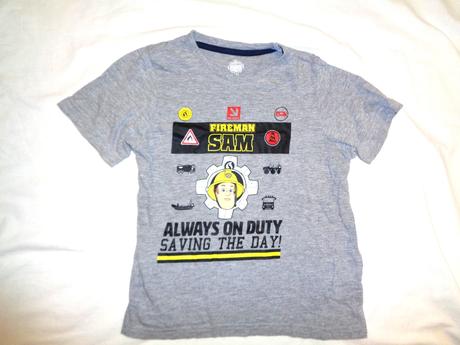 FIREMAN
SAM
ALWAYS ON DUTY
SAVING THE DAY!